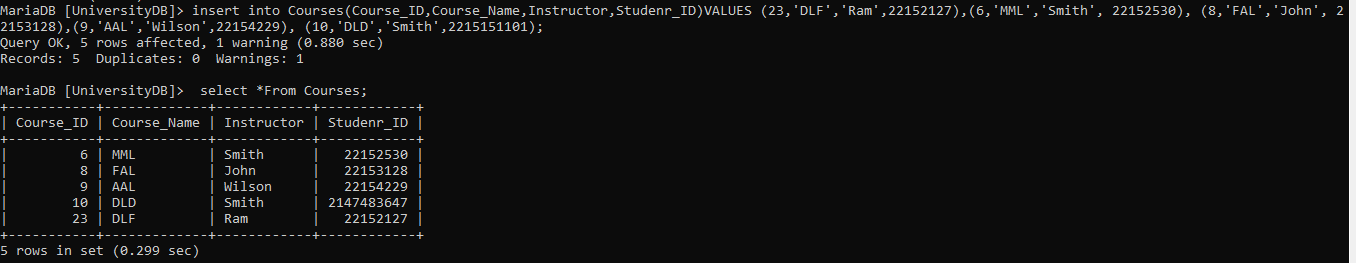 MariaDB [UniversityDB]> insert into Courses(Course_ID,Course_Name,Instructor,Studenr_ID)VALUES (23,'DLF','Ram',22152127),(6,'MML','Smith', 22152530), (8,'FAL','John', 2
2153128),(9,'AAL','Wilson',22154229), (10,'DLD','Smith',2215151101);
Query OK, 5 rows affected, 1 warning (0.880 sec)
Records: 5  Duplicates: 0  Warnings: 1
MariaDB [UniversityDB]>  select *From Courses;
+-----------+-------------+------------+------------+
| Course_ID | Course_Name | Instructor | Studenr_ID |
+-----------+-------------+------------+------------+
|         6 | MML         | Smith      |   22152530 |
|         8 | FAL         | John       |   22153128 |
|         9 | AAL         | Wilson     |   22154229 |
|        10 | DLD         | Smith      | 2147483647 |
|        23 | DLF         | Ram        |   22152127 |
+-----------+-------------+------------+------------+
5 rows in set (0.299 sec)